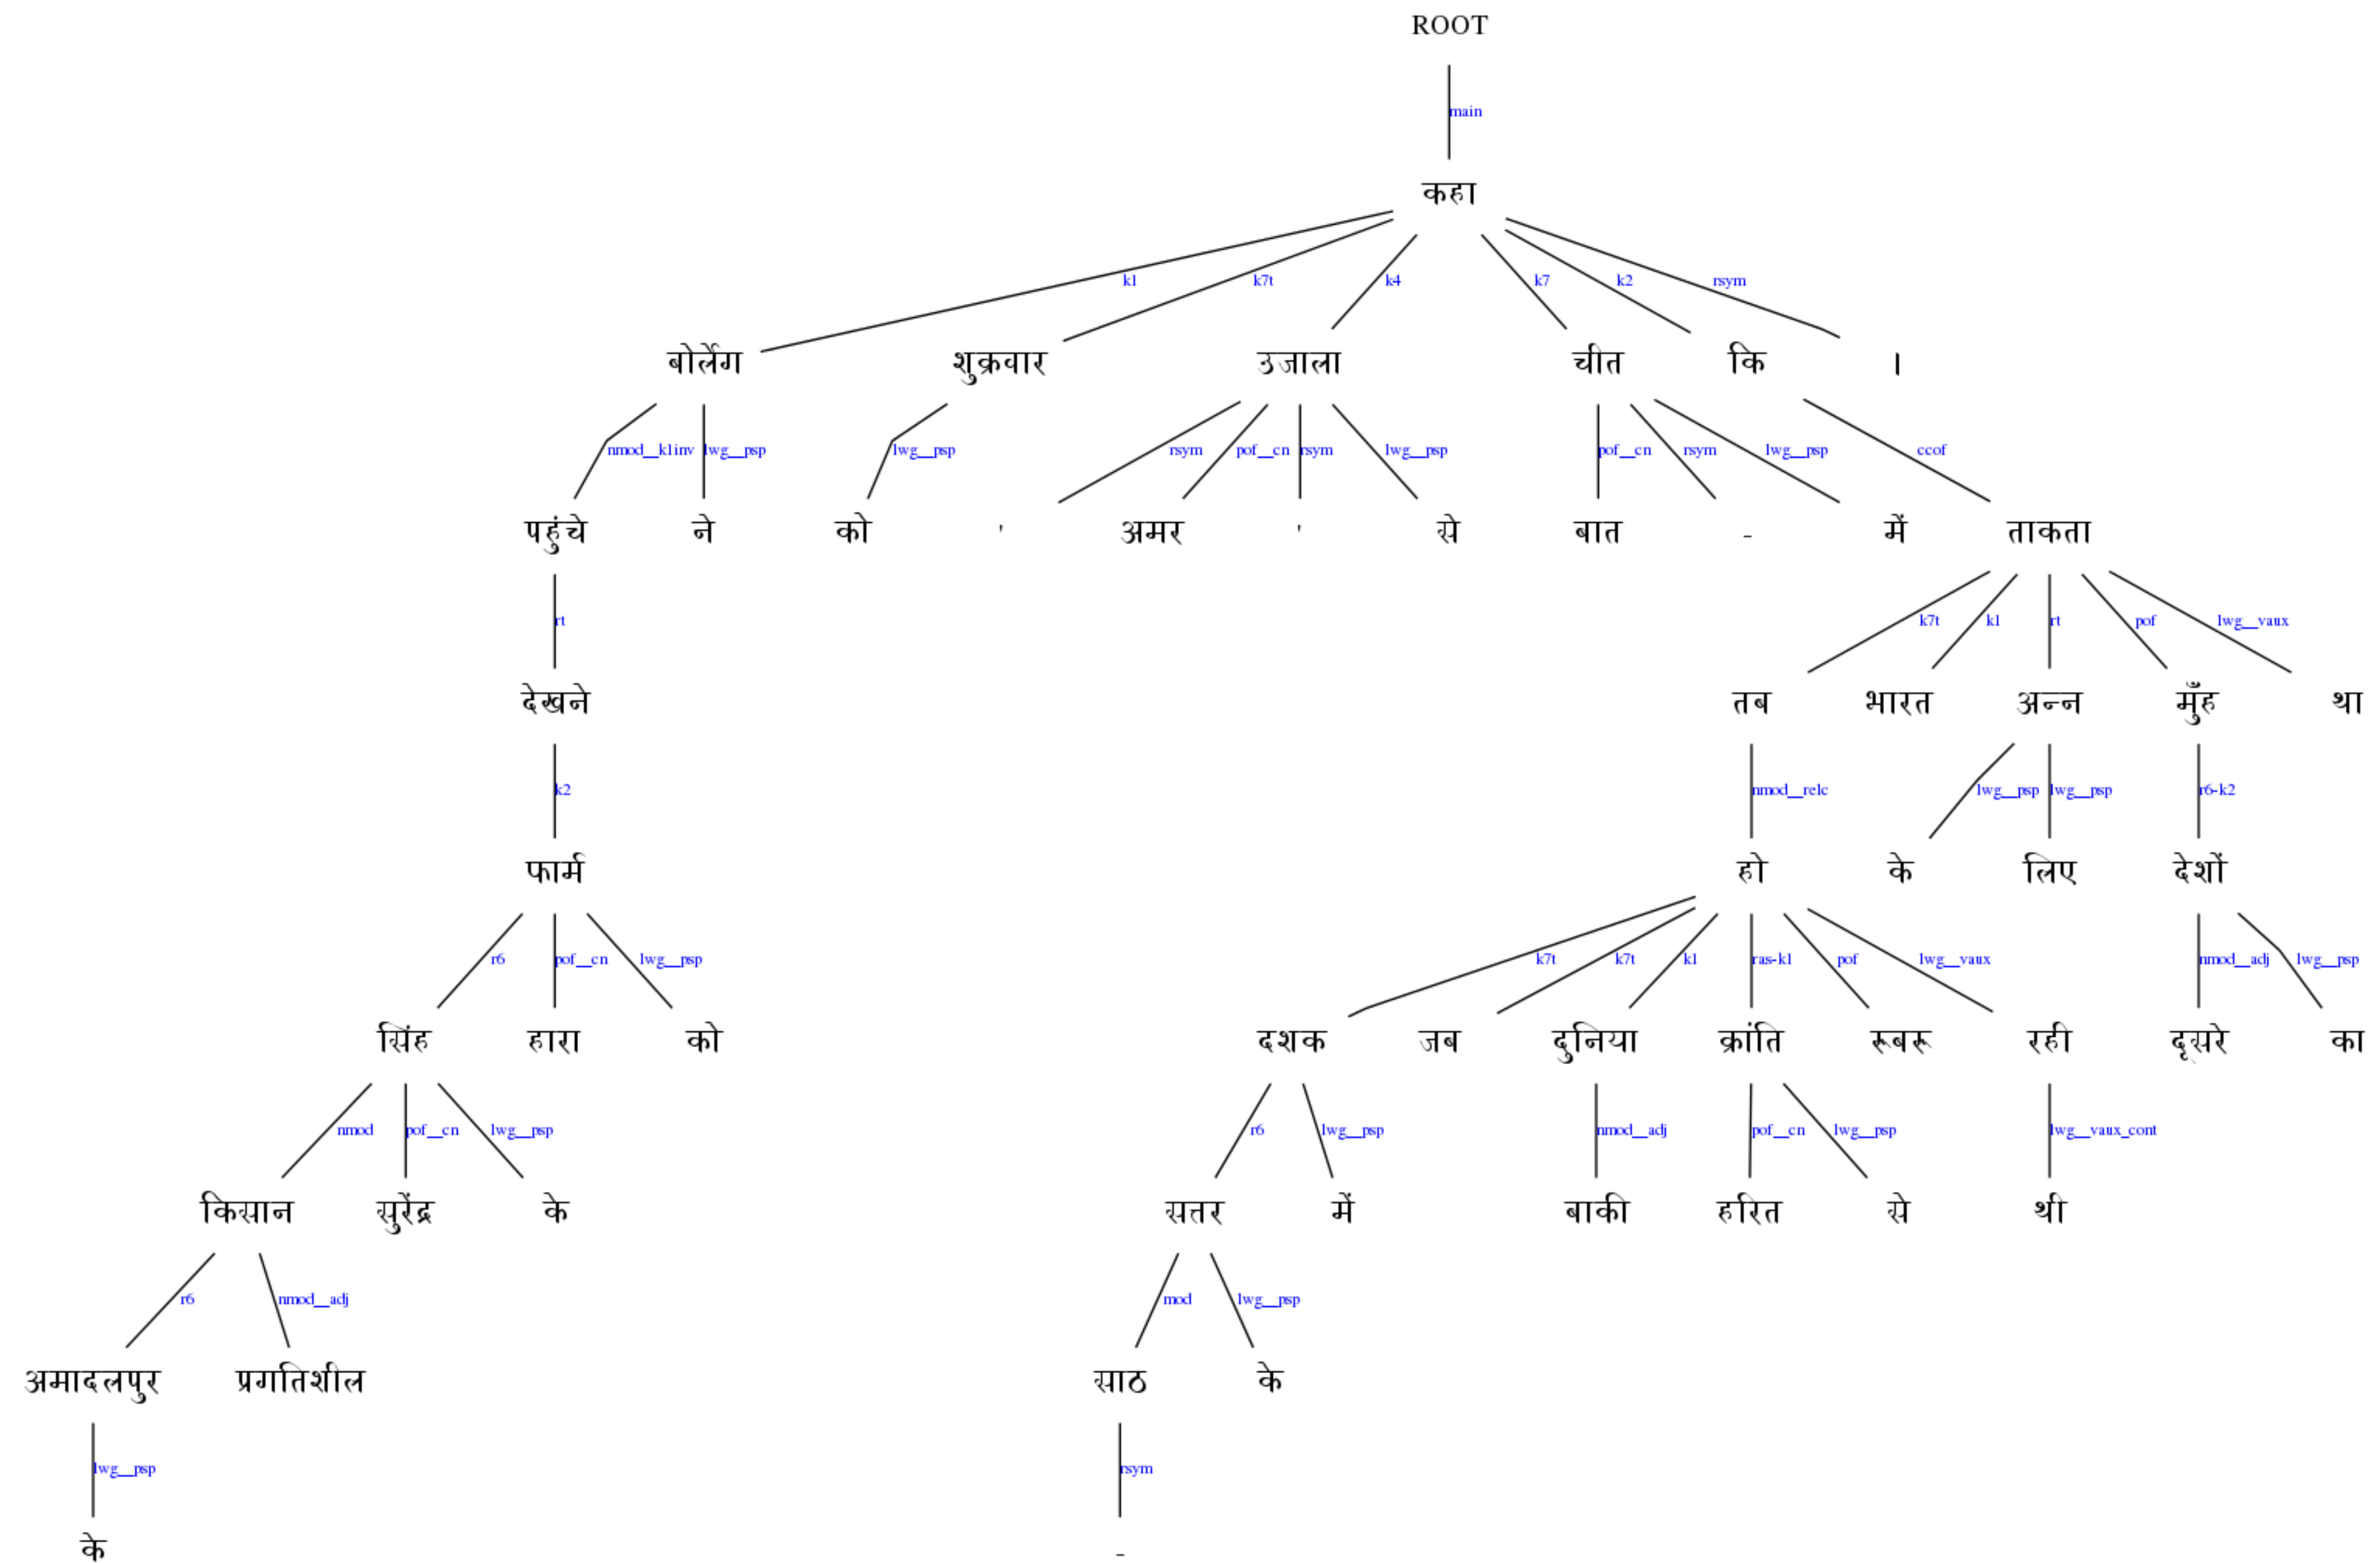 ROOT
main
कहा
k1 k7t k4 k7 k2 rsym
बोर्लेग शुक्रवार उजाला चीत कि ।
nmod__k1inv lwg__psp lwg__psp rsym pof__cn rsym lwg__psp pof__cn rsym lwg__psp ccof
पहुंचे ने को ' अमर ' से बात - में ताकता
rt k7t k1 rt pof lwg__vaux
देखने तब भारत अन्न मुँह था
k2 nmod__relc lwg__psp lwg__psp r6-k2
फार्म हो के लिए देशों
r6 pof__cn lwg__psp k7t k7t k1 ras-k1 pof lwg__vaux nmod__adj lwg__psp
सिंह हारा को दशक जब दुनिया क्रांति रूबरू रही दूसरे का
nmod pof__cn lwg__psp r6 lwg__psp nmod__adj pof__cn lwg__psp lwg__vaux_cont
किसान सुरेंद्र के सत्तर में बाकी हरित से थी
r6 nmod__adj mod lwg__psp
अमादलपुर प्रगतिशील साठ के
lwg__psp rsym
के -